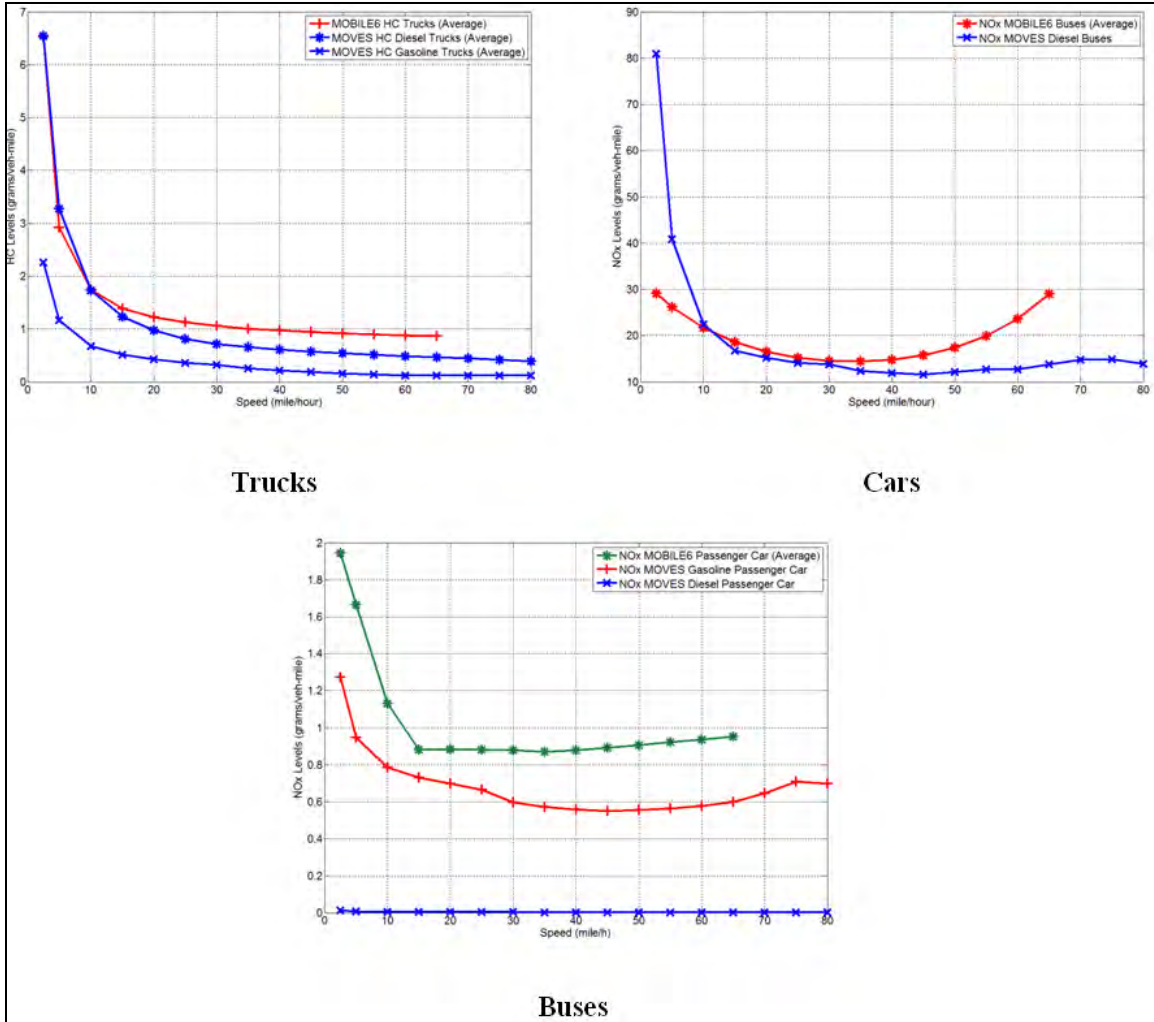 7
6
5
4
3
2
1
0
HC Levels (grams/veh-mile)
MOBILE6 HC Trucks (Average)
MOVES HC Diesel Trucks (Average)
MOVES HC Gasoline Trucks (Average)
0 10 20 30 40 50 60 70 80
Speed (mile/hour)
Trucks
90
80
70
60
50
40
30
20
10
NOx Levels (grams/veh-mile)
NOx MOBILE6 Buses (Average)
NOx MOVES Diesel Buses
0 10 20 30 40 50 60 70 80
Speed (mile/hour)
Cars
2
1.8
1.6
1.4
1.2
1
0.8
0.6
0.4
0.2
0
NOx Levels (grams/veh-mile)
NOx MOBILE6 Passenger Car (Average)
NOx MOVES Gasoline Passenger Car
NOx MOVES Diesel Passenger Car
0 10 20 30 40 50 60 70 80
Speed (mile/h)
Buses